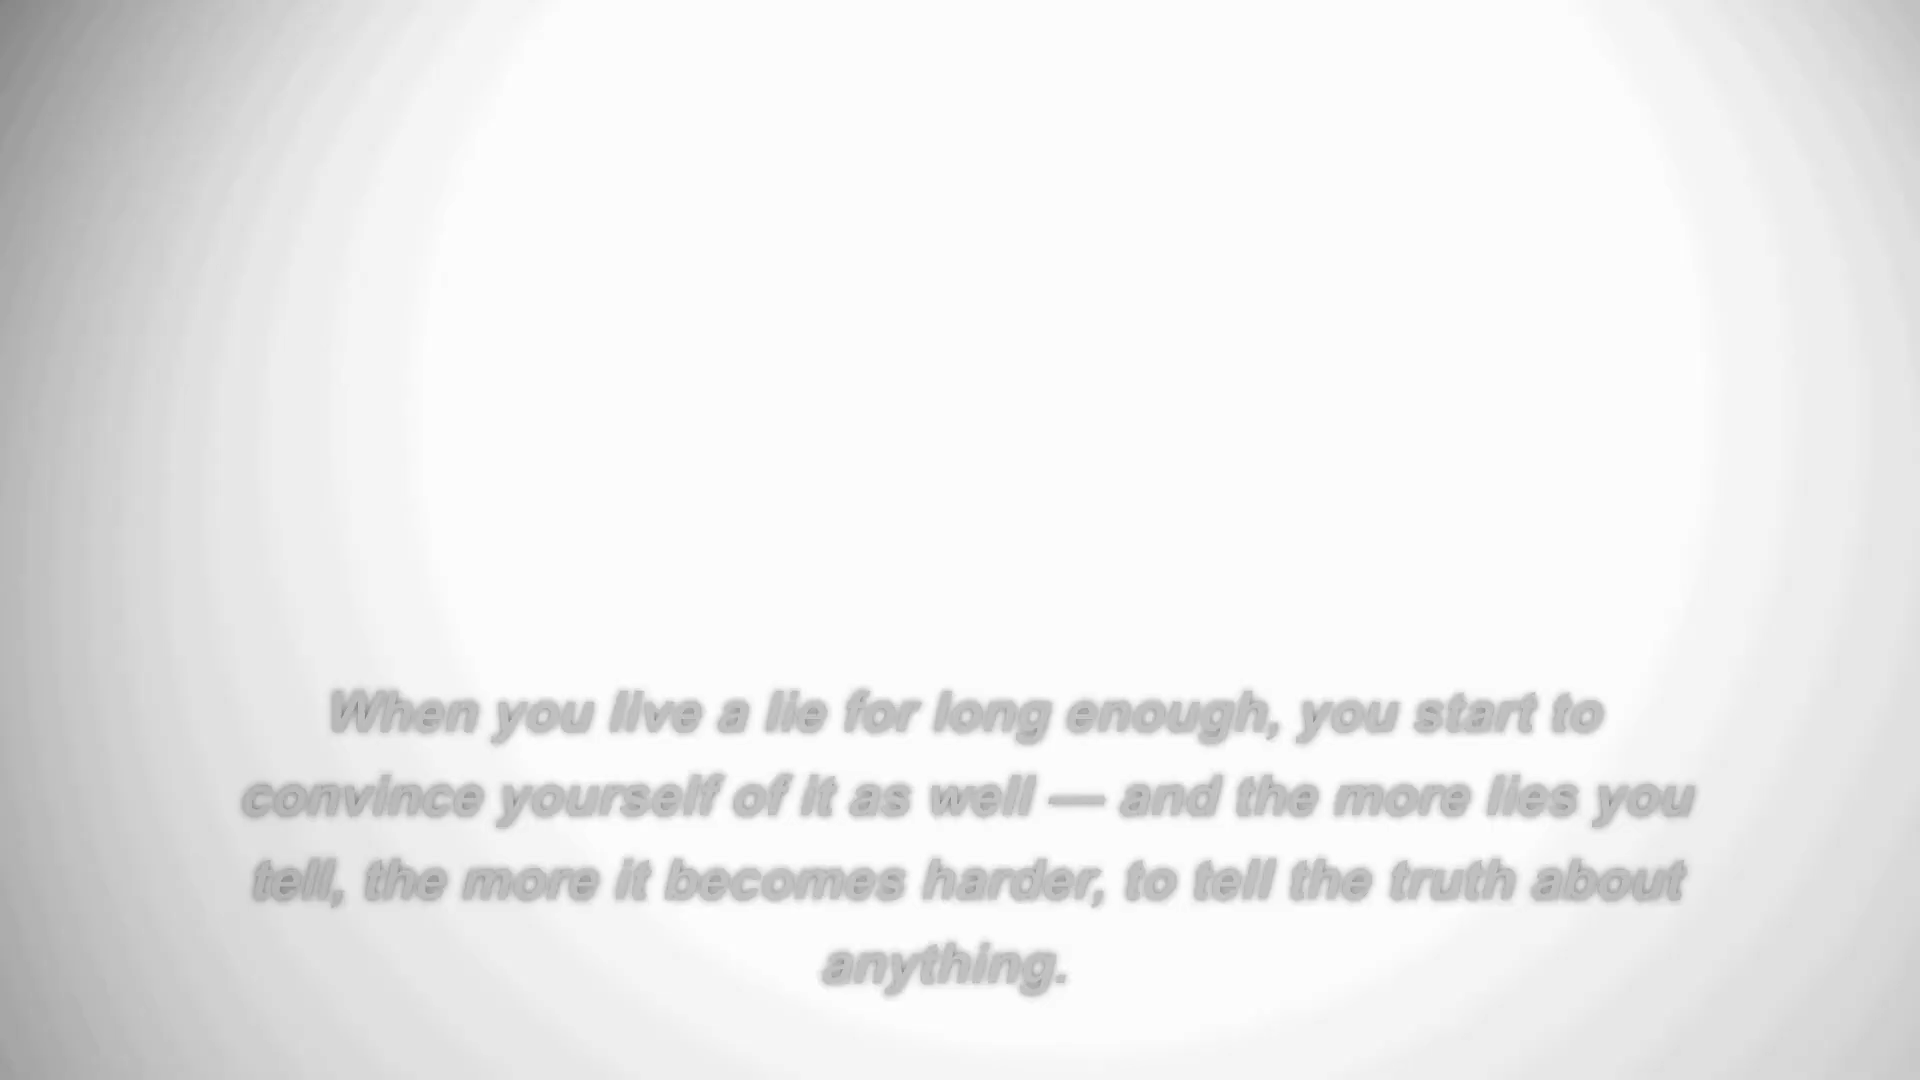 When you live a lie for long enough, you start to
convince yourself of it as well — and the more lies you
tell, the more it becomes harder, to tell the truth about
anything.